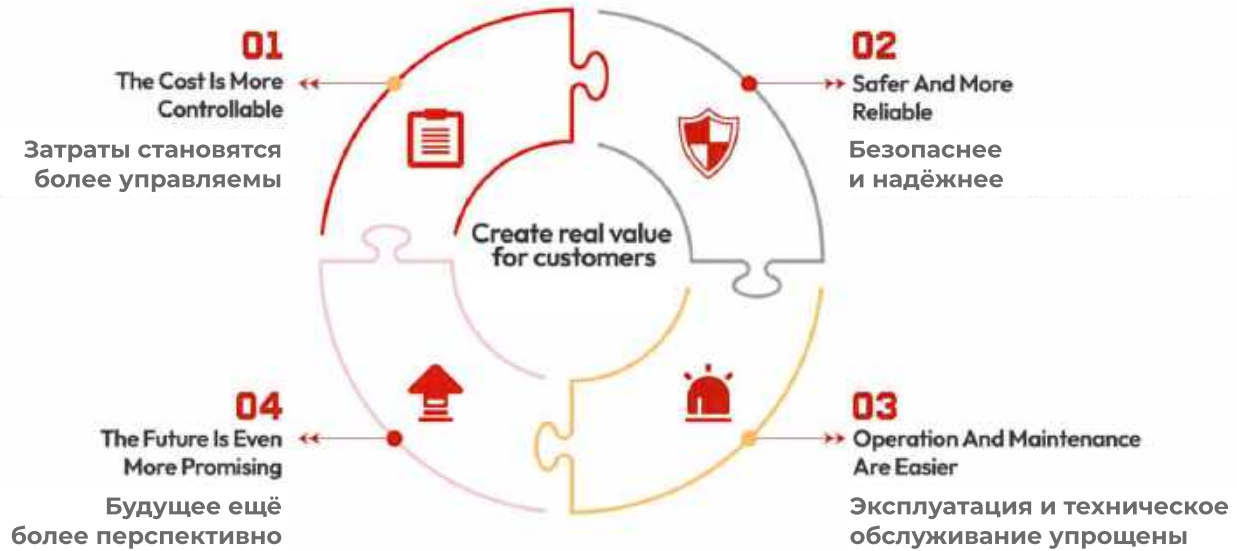 01
The Cost Is More
Controllable
Затраты становятся
более управляемы
02
Safer And More
Reliable
Безопаснее
и надёжнее
Create real value
for customers
04
The Future Is Even
More Promising
Будущее ещё
более перспективно
03
Operation And Maintenance
Are Easier
Эксплуатация и техническое
обслуживание упрощены